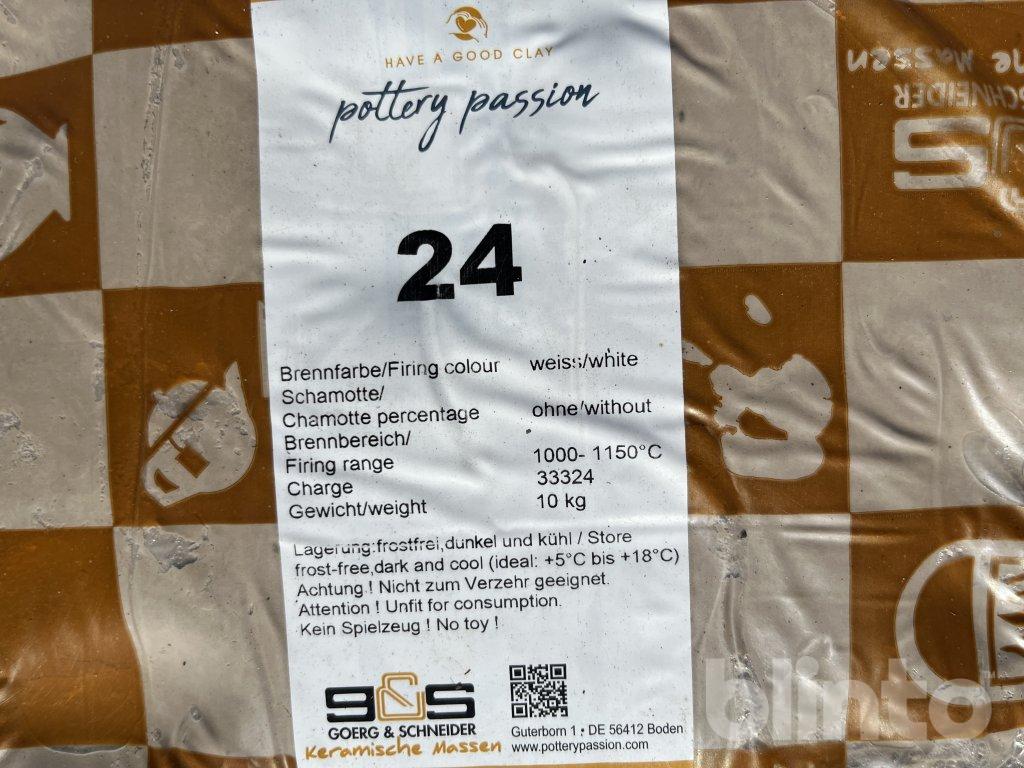 HAVE A GOOD CLAY
pottery passion
24
Brennfarbe/Firing colour weiss/white
Schamotte/
Chamotte percentage ohne/without
Brennbereich/
Firing range 1000- 1150°C
Charge 33324
Gewicht/weight 10 kg
Lagerung:frostfrei,dunkel und kühl / Store
frost-free,dark and cool (ideal: +5°C bis +18°C)
Achtung ! Nicht zum Verzehr geeignet.
Attention ! Unfit for consumption.
Kein Spielzeug ! No toy !
g&s
GOERG & SCHNEIDER
Keramische Massen
Guterborn 1 • DE 56412 Boden
www.potterypassion.com
Massen
SCHNEIDER
blinto